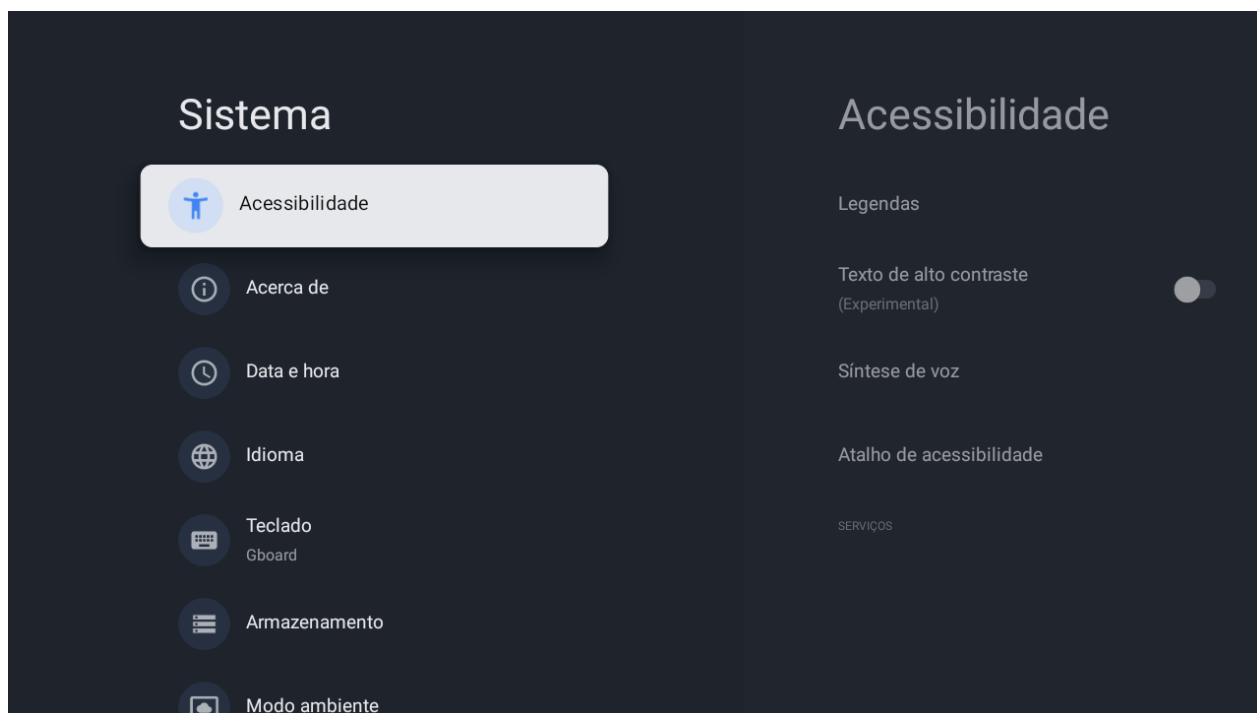 Sistema
Acessibilidade
Acerca de
Data e hora
Idioma
Teclado
Gboard
Armazenamento
Modo ambiente
Acessibilidade
Legendas
Texto de alto contraste
(Experimental)
Síntese de voz
Atalho de acessibilidade
SERVIÇOS